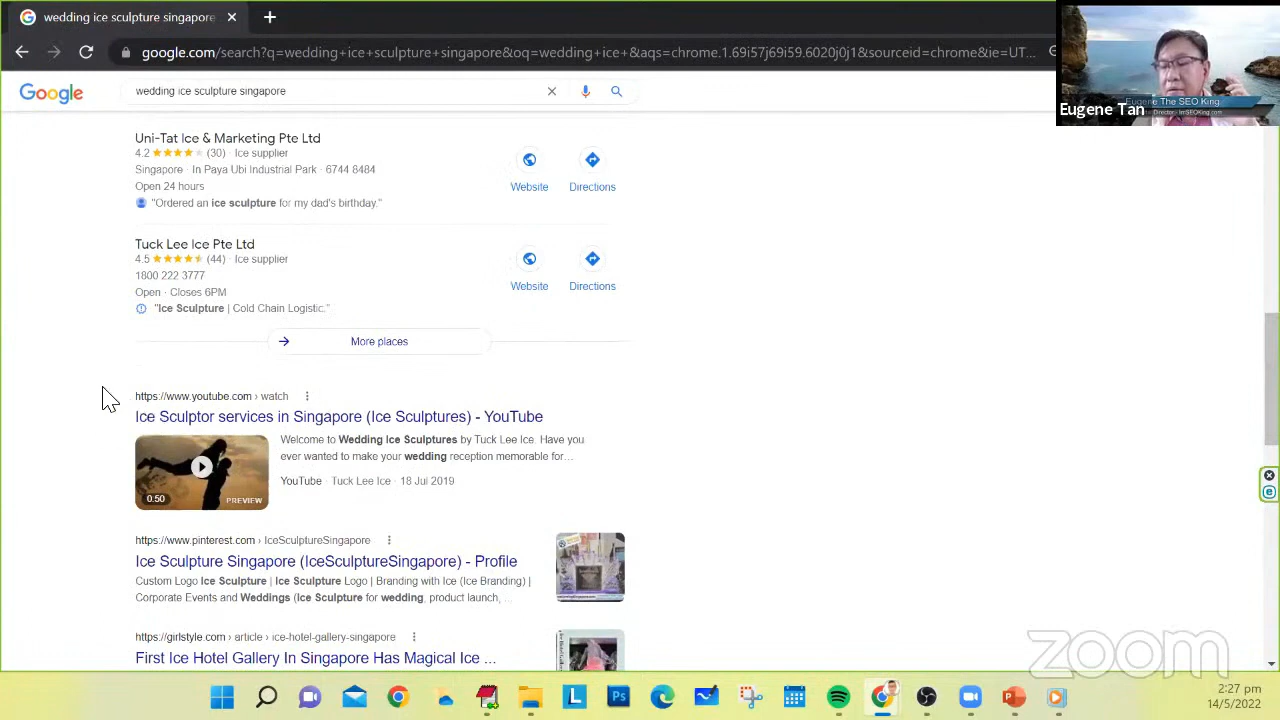 wedding ice sculpture singapore
google.com/search?q=wedding+ic
ng+ice+&aqs=chrome.1.69i57j69i59.6020j0j1&sourceid=chrome&ie=UT...
Google
wedding ice sculpture singapore
Eugene The SEO King
Director - ImSEOKing.com
Eugene Tan
Uni-Tat Ice & Marketing Pte Ltd
4.2 (30) · Ice supplier
Singapore · In Paya Ubi Industrial Park · 6744 8484
Open 24 hours
"Ordered an ice sculpture for my dad's birthday."
Website
Directions
Tuck Lee Ice Pte Ltd
4.5 (44) · Ice supplier
1800 222 3777
Open · Closes 6PM
"Ice Sculpture | Cold Chain Logistic."
Website
Directions
More places
https://www.youtube.com › watch
Ice Sculptor services in Singapore (Ice Sculptures) - YouTube
0:50
PREVIEW
Welcome to Wedding Ice Sculptures by Tuck Lee Ice. Have you
ever wanted to make your wedding reception memorable for...
YouTube · Tuck Lee Ice · 18 Jul 2019
https://www.pinterest.com › IceSculptureSingapore
Ice Sculpture Singapore (IceSculptureSingapore) - Profile
Custom Logo Ice Sculpture | Ice Sculpture Logo | Branding with Ice (Ice Branding) |
Corporate Events and Weddings (Ice Sculpture for wedding, product launch, ...
https://girlstyle.com › article › ice-hotel-gallery-singapore
First Ice Hotel Gallery In Singapore Has Magical Ice ...
zoom
2:27 pm
14/5/2022